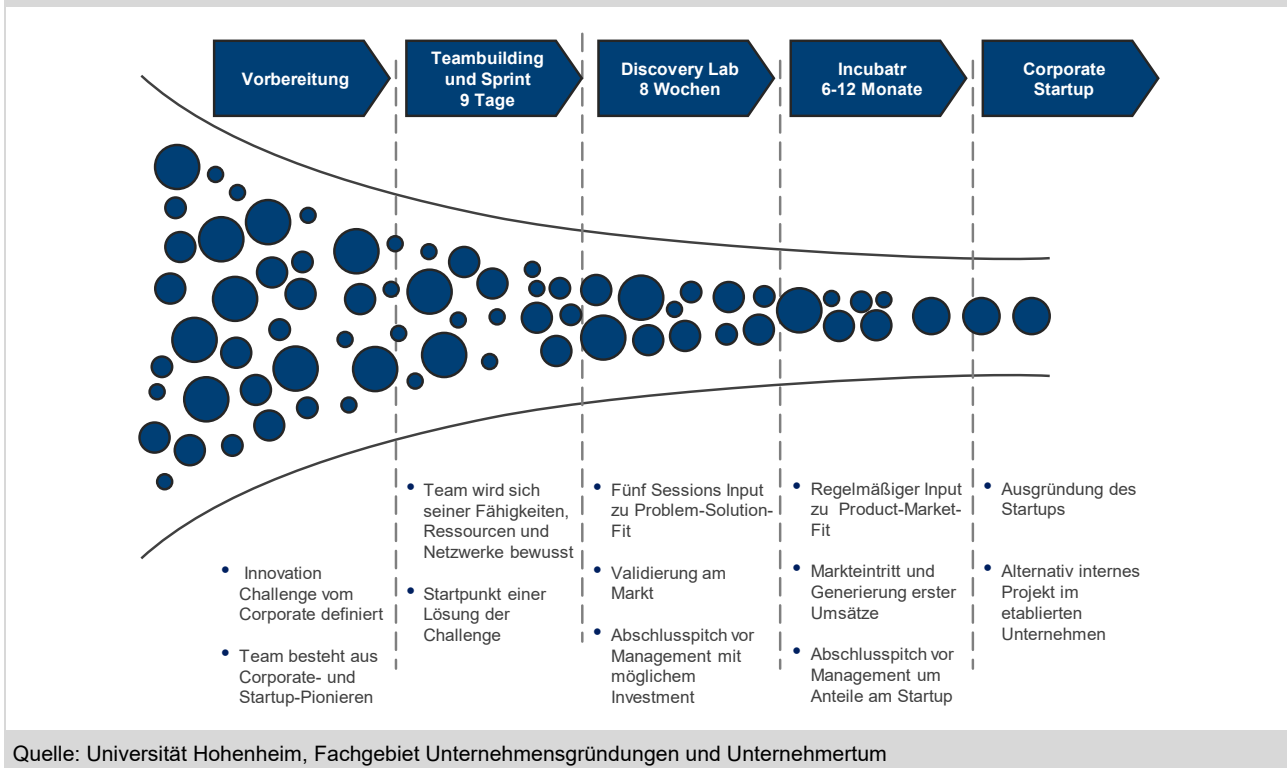 Vorbereitung
Teambuilding
und Sprint
9 Tage
Discovery Lab
8 Wochen
Incubatr
6-12 Monate
Corporate
Startup
• Innovation
Challenge vom
Corporate definiert
• Team besteht aus
Corporate- und
Startup-Pionieren
• Team wird sich
seiner Fähigkeiten,
Ressourcen und
Netzwerke bewusst
• Startpunkt einer
Lösung der
Challenge
• Fünf Sessions Input
zu Problem-Solution-
Fit
• Validierung am
Markt
• Abschlusspitch vor
Management mit
möglichem
Investment
• Regelmäßiger Input
zu Product-Market-
Fit
• Markteintritt und
Generierung erster
Umsätze
• Abschlusspitch vor
Management um
Anteile am Startup
• Ausgründung des
Startups
• Alternativ internes
Projekt im
etablierten
Unternehmen
Quelle: Universität Hohenheim, Fachgebiet Unternehmensgründungen und Unternehmertum